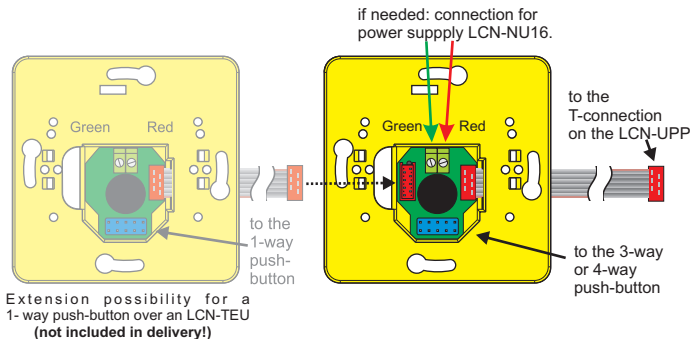 if needed: connection for
power suppply LCN-NU16.
Green
Red
to the
1-way
push-
button
Extension possibility for a
1- way push-button over an LCN-TEU
(not included in delivery!)
Green
Red
to the
T-connection
on the LCN-UPP
to the 3-way
or 4-way
push-button